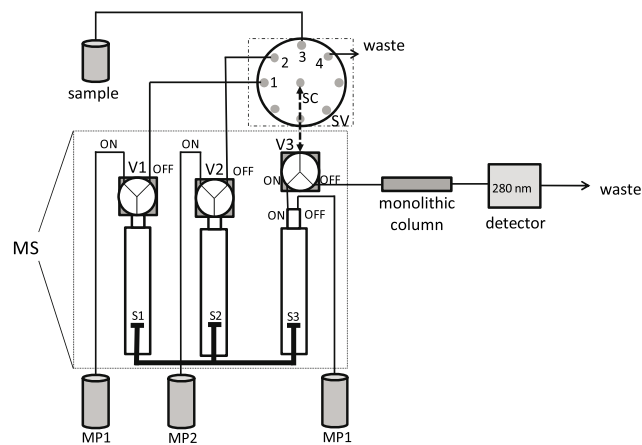 waste
3
2
4
sample
1
SC
SV
V3
ON
ON
V1
OFF
V2
OFF
ON
OFF
280 nm
waste
monolithic
column
detector
ON
OFF
MS
S1
S2
S3
MP1
MP2
MP1